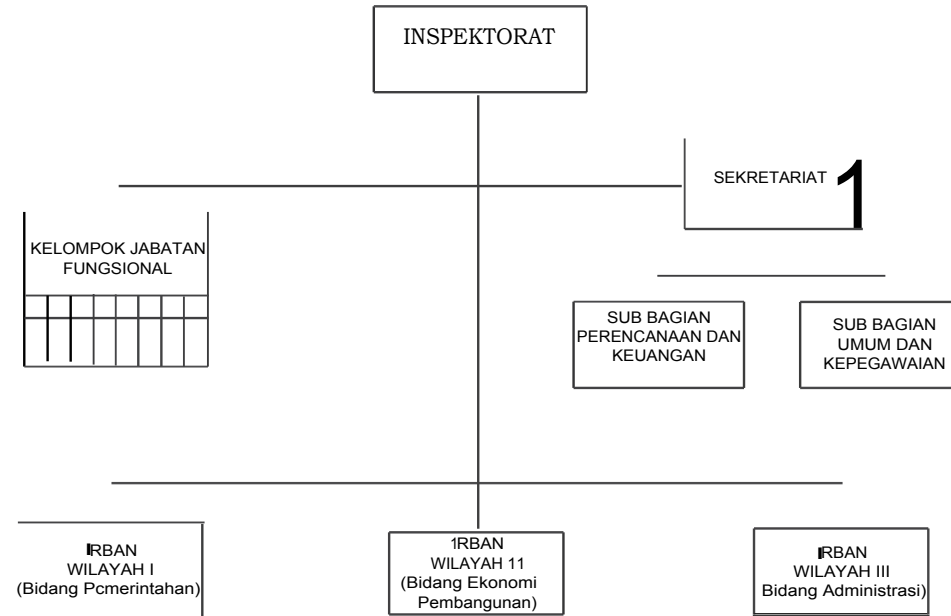 INSPEKTORAT
SEKRETARIAT 1
KELOMPOK JABATAN
FUNGSIONAL
SUB BAGIAN
PERENCANAAN DAN
KEUANGAN
SUB BAGIAN
UMUM DAN
KEPEGAWAIAN
IRBAN
WILAYAH I
(Bidang Pcmerintahan)
1RBAN
WILAYAH 11
(Bidang Ekonomi
Pembangunan)
IRBAN
WILAYAH III
Bidang Administrasi)